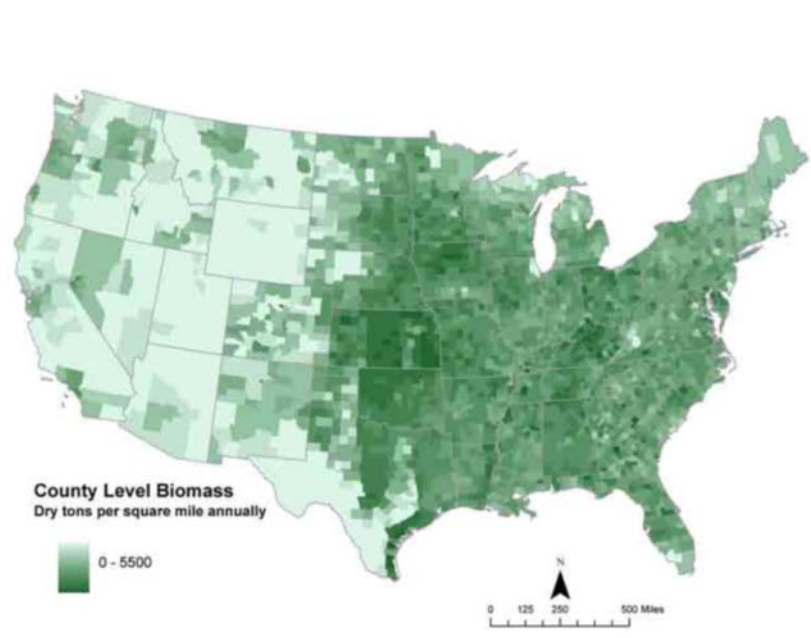 County Level Biomass
Dry tons per square mile annually
0 - 5500
N
0 125 250 500 Miles